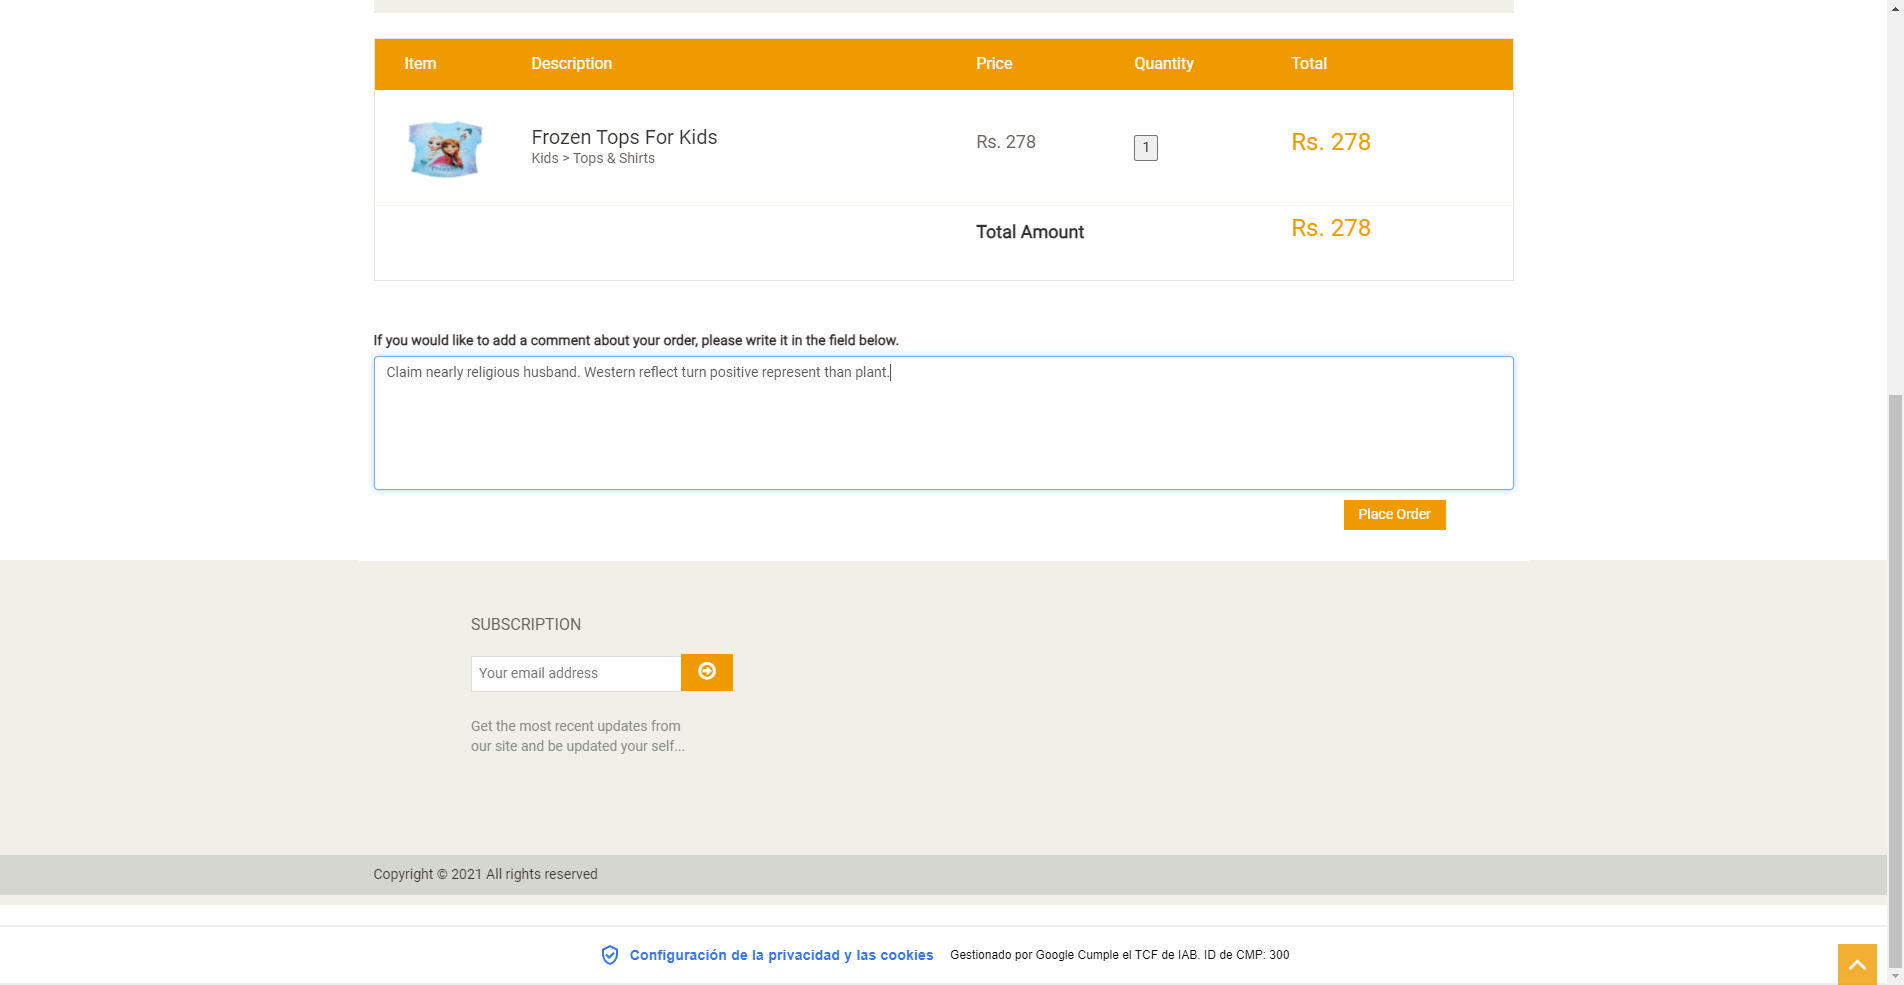 Item Description Price Quantity Total
Frozen Tops For Kids
Kids > Tops & Shirts
Rs. 278
1
Rs. 278
Total Amount Rs. 278
If you would like to add a comment about your order, please write it in the field below.
Claim nearly religious husband. Western reflect turn positive represent than plant.
Place Order
SUBSCRIPTION
Your email address
Get the most recent updates from
our site and be updated your self...
Copyright © 2021 All rights reserved
Configuración de la privacidad y las cookies Gestionado por Google Cumple el TCF de IAB. ID de CMP: 300